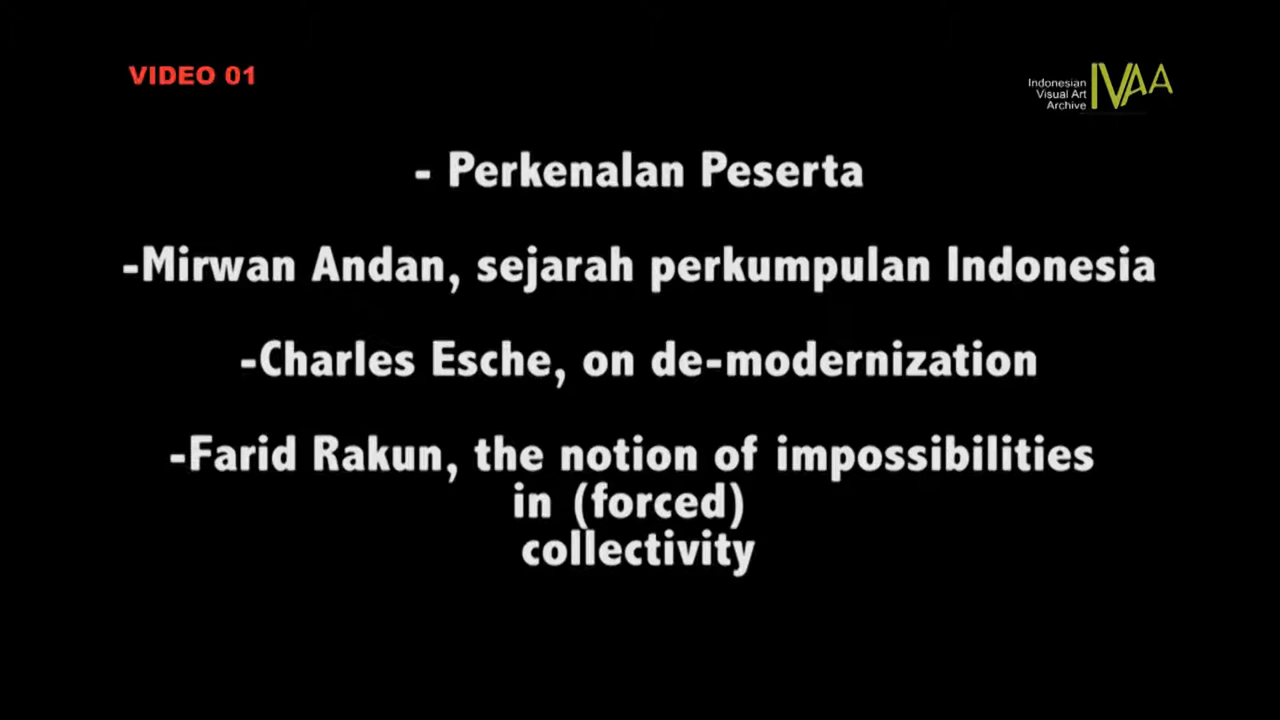 VIDEO 01
Indonesian
Visual Art
Archive
IVAA
- Perkenalan Peserta
-Mirwan Andan, sejarah perkumpulan Indonesia
-Charles Esche, on de-modernization
-Farid Rakun, the notion of impossibilities
in (forced)
collectivity